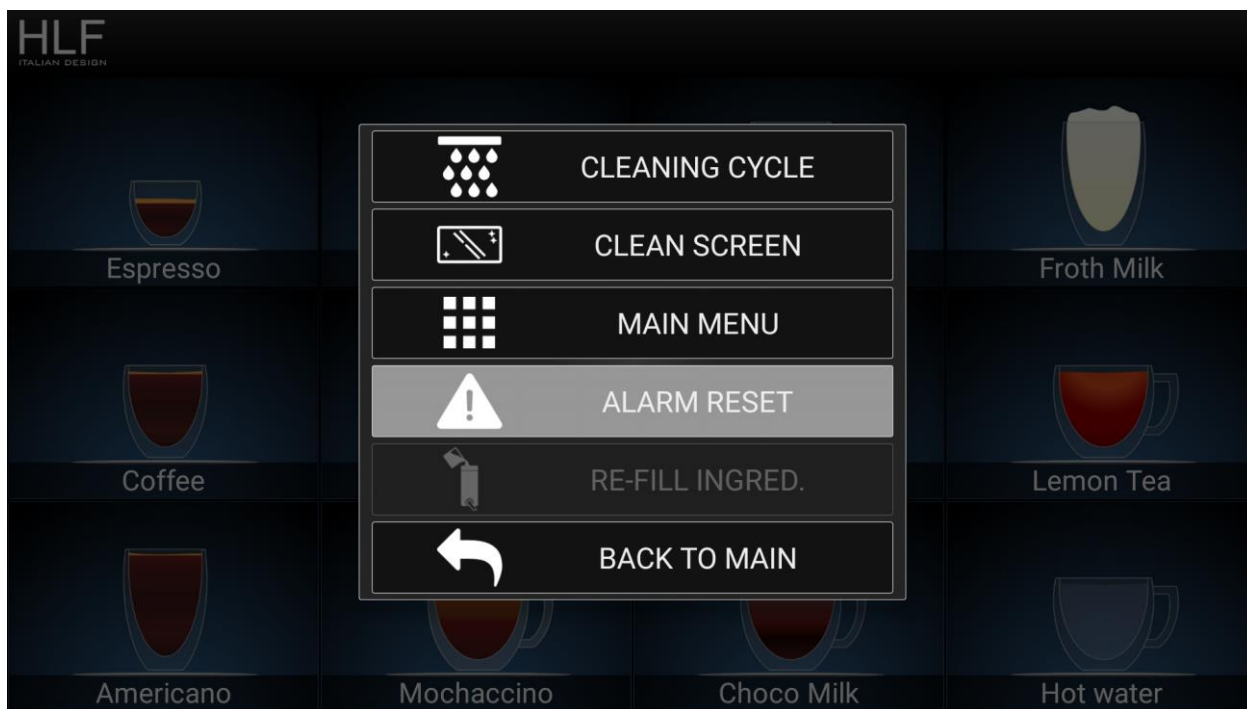 HLF
ITALIAN DESIGN
CLEANING CYCLE
CLEAN SCREEN
Espresso
Froth Milk
MAIN MENU
ALARM RESET
RE-FILL INGRED.
Coffee
Lemon Tea
BACK TO MAIN
Americano
Mochaccino
Choco Milk
Hot water